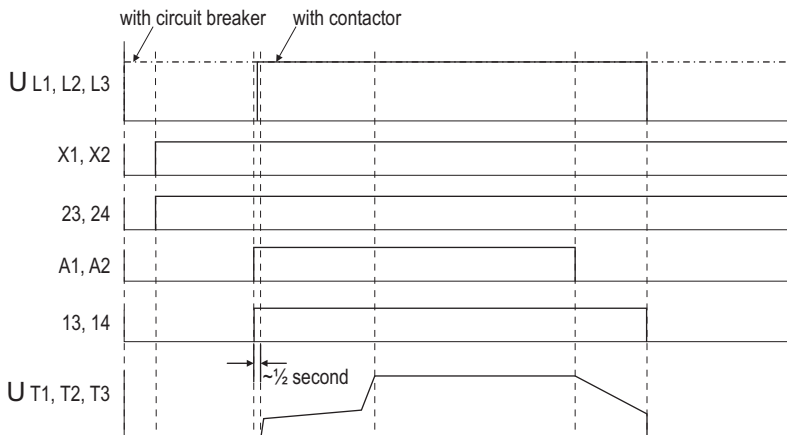 with circuit breaker
with contactor
U L1, L2, L3
X1, X2
23, 24
A1, A2
13, 14
~½ second
U T1, T2, T3